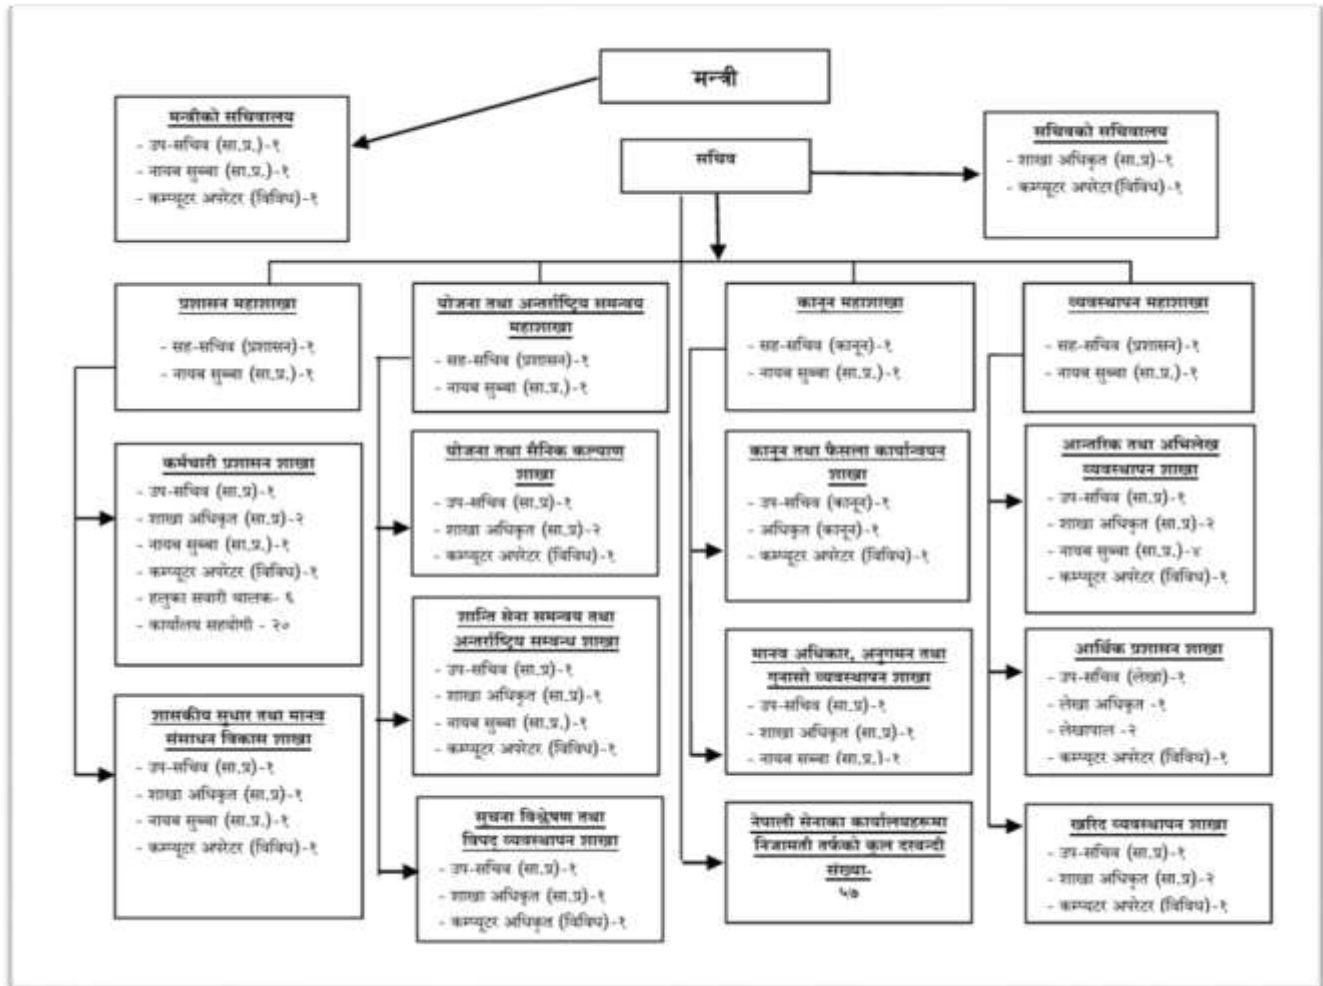 मन्त्री
मन्त्रीको सचिवालय
- उप-सचिव (सा.प्र.)-१
- नायब सुब्बा (सा.प्र.)-१
- कम्प्यूटर अपरेटर (विविध)-१
सचिव
सचिवको सचिवालय
- शाखा अधिकृत (सा.प्र)-१
- कम्प्यूटर अपरेटर(विविध)-१
प्रशासन महाशाखा
- सह-सचिव (प्रशासन)-१
- नायब सुब्बा (सा.प्र.)-१
योजना तथा अन्तर्राष्ट्रिय समन्वय
महाशाखा
- सह-सचिव (प्रशासन)-१
- नायब सुब्बा (सा.प्र.)-१
कानून महाशाखा
- सह-सचिव (कानून)-१
- नायब सुब्बा (सा.प्र.)-१
व्यवस्थापन महाशाखा
- सह-सचिव (प्रशासन)-१
- नायब सुब्बा (सा.प्र.)-१
कर्मचारी प्रशासन शाखा
- उप-सचिव (सा.प्र)-१
- शाखा अधिकृत (सा.प्र)-२
- नायब सुब्बा (सा.प्र.)-१
- कम्प्यूटर अपरेटर (विविध)-१
- हलुका सवारी चालक- ६
- कार्यालय सहयोगी - २०
शासकीय सुधार तथा मानव
संसाधन विकास शाखा
- उप-सचिव (सा.प्र)-१
- शाखा अधिकृत (सा.प्र)-१
- नायब सुब्बा (सा.प्र.)-१
- कम्प्यूटर अपरेटर (विविध)-१
योजना तथा सैनिक कल्याण
शाखा
- उप-सचिव (सा.प्र)-१
- शाखा अधिकृत (सा.प्र)-२
- कम्प्यूटर अपरेटर (विविध)-१
शान्ति सेना समन्वय तथा
अन्तर्राष्ट्रिय सम्बन्ध शाखा
- उप-सचिव (सा.प्र)-१
- शाखा अधिकृत (सा.प्र)-१
- नायब सुब्बा (सा.प्र.)-१
- कम्प्यूटर अपरेटर (विविध)-१
सूचना विश्लेषण तथा
विपद व्यवस्थापन शाखा
- उप-सचिव (सा.प्र)-१
- शाखा अधिकृत (सा.प्र)-१
- कम्प्यूटर अधिकृत (विविध)-१
कानून तथा फैसला कार्यान्वयन
शाखा
- उप-सचिव (कानून)-१
- अधिकृत (कानून)-१
- कम्प्यूटर अपरेटर (विविध)-१
मानव अधिकार, अनुगमन तथा
गुनासो व्यवस्थापन शाखा
- उप-सचिव (सा.प्र)-१
- शाखा अधिकृत (सा.प्र)-१
- नायब सुब्बा (सा.प्र.)-१
नेपाली सेनाका कार्यालयहरूमा
निजामती तर्फको कुल दरबन्दी
संख्या-
५७
आन्तरिक तथा अभिलेख
व्यवस्थापन शाखा
- उप-सचिव (सा.प्र)-१
- शाखा अधिकृत (सा.प्र)-२
- नायब सुब्बा (सा.प्र.)-४
- कम्प्यूटर अपरेटर (विविध)-१
आर्थिक प्रशासन शाखा
- उप-सचिव (लेखा)-१
- लेखा अधिकृत -१
- लेखापाल -२
- कम्प्यूटर अपरेटर (विविध)-१
खरिद व्यवस्थापन शाखा
- उप-सचिव (सा.प्र)-१
- शाखा अधिकृत (सा.प्र)-२
- कम्प्यूटर अपरेटर (विविध)-१